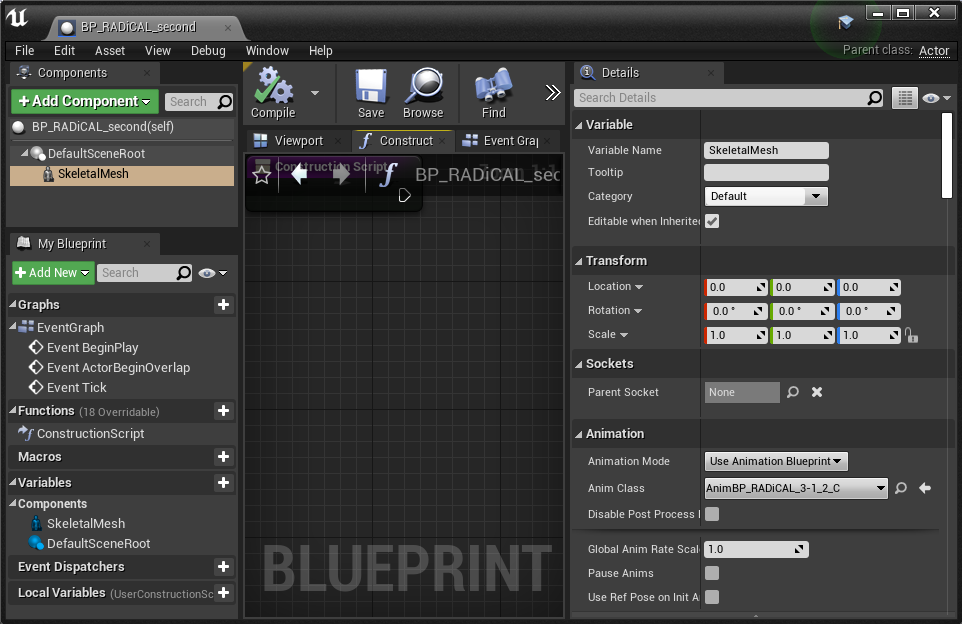 BP_RADiCAL_second
File Edit Asset View Debug Window Help
Parent class: Actor
Components
+Add Component
Search
BP_RADiCAL_second(self)
DefaultSceneRoot
SkeletalMesh
My Blueprint
+Add New
Search
Graphs
EventGraph
Event BeginPlay
Event ActorBeginOverlap
Event Tick
Functions (18 Overridable)
ConstructionScript
Macros
Variables
Components
SkeletalMesh
DefaultSceneRoot
Event Dispatchers
Local Variables (UserConstructionSc
Compile Save Browse Find
Viewport Construct Event Grap
Construction Script
BP_RADiCAL_sec
BLUEPRINT
Details
Search Details
Variable
Variable Name SkeletalMesh
Tooltip
Category Default
Editable when Inherited
Transform
Location 0.0 0.0 0.0
Rotation 0.0 ° 0.0 ° 0.0 °
Scale 1.0 1.0 1.0
Sockets
Parent Socket None
Animation
Animation Mode Use Animation Blueprint
Anim Class AnimBP_RADiCAL_3-1_2_C
Disable Post Process
Global Anim Rate Scale 1.0
Pause Anims
Use Ref Pose on Init